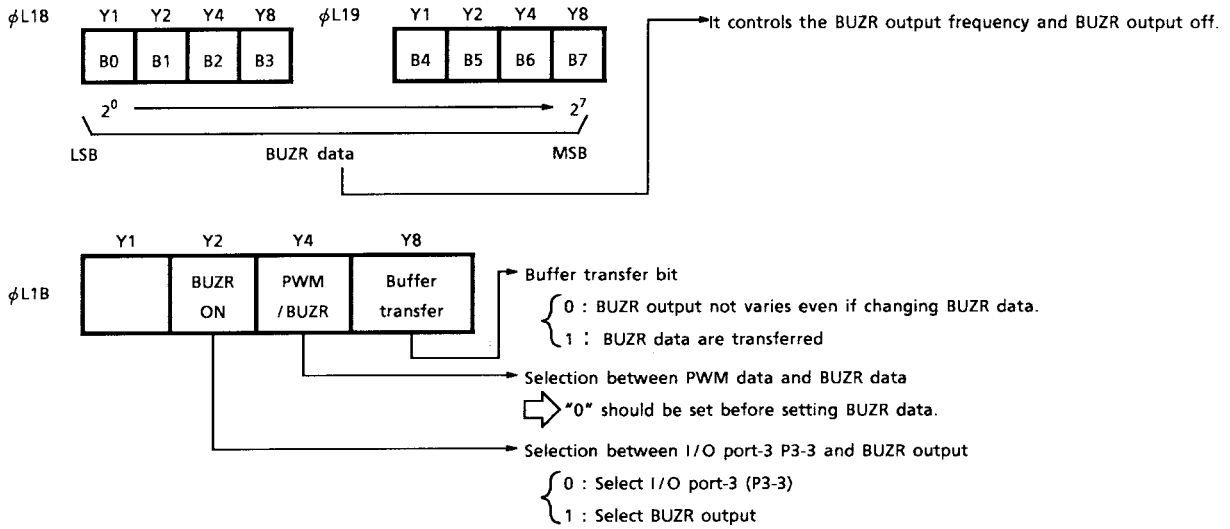 φL18 Y1 Y2 Y4 Y8 φL19 Y1 Y2 Y4 Y8
It controls the BUZR output frequency and BUZR output off.
B0 B1 B2 B3 B4 B5 B6 B7
2⁰ 2⁷
LSB BUZR data MSB
Y1 Y2 Y4 Y8
φL1B
BUZR ON
PWM /BUZR
Buffer transfer
Buffer transfer bit
0 : BUZR output not varies even if changing BUZR data.
1 : BUZR data are transferred
Selection between PWM data and BUZR data
"0" should be set before setting BUZR data.
Selection between I/O port-3 P3-3 and BUZR output
0 : Select I/O port-3 (P3-3)
1 : Select BUZR output